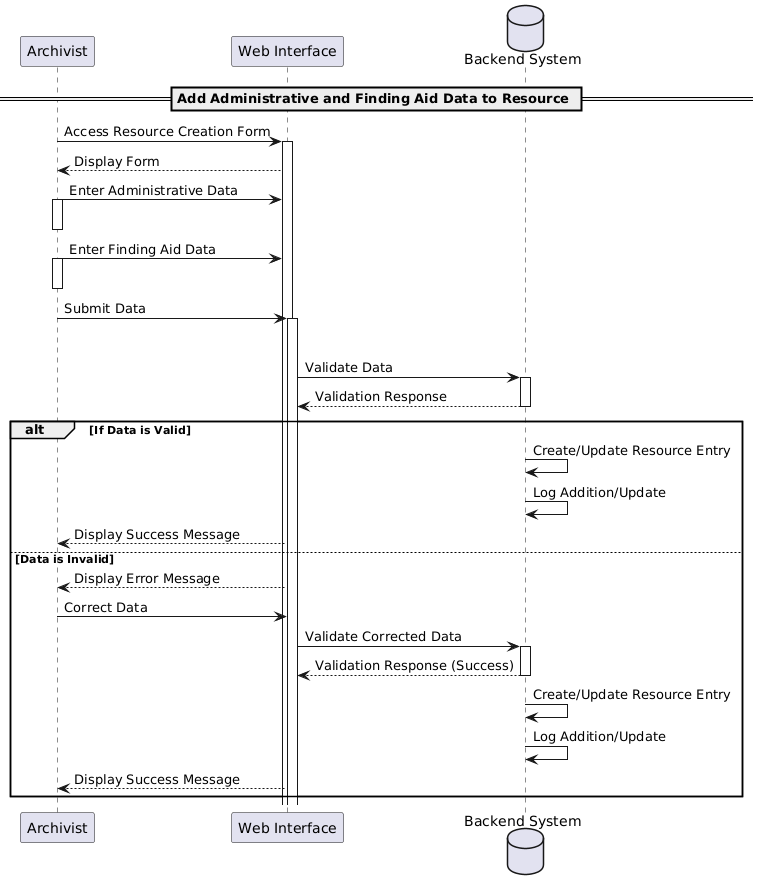 Archivist
Web Interface
Backend System
Add Administrative and Finding Aid Data to Resource
Access Resource Creation Form
Display Form
Enter Administrative Data
Enter Finding Aid Data
Submit Data
Validate Data
Validation Response
alt
[If Data is Valid]
Create/Update Resource Entry
Log Addition/Update
Display Success Message
[Data is Invalid]
Display Error Message
Correct Data
Validate Corrected Data
Validation Response (Success)
Create/Update Resource Entry
Log Addition/Update
Display Success Message
Archivist
Web Interface
Backend System